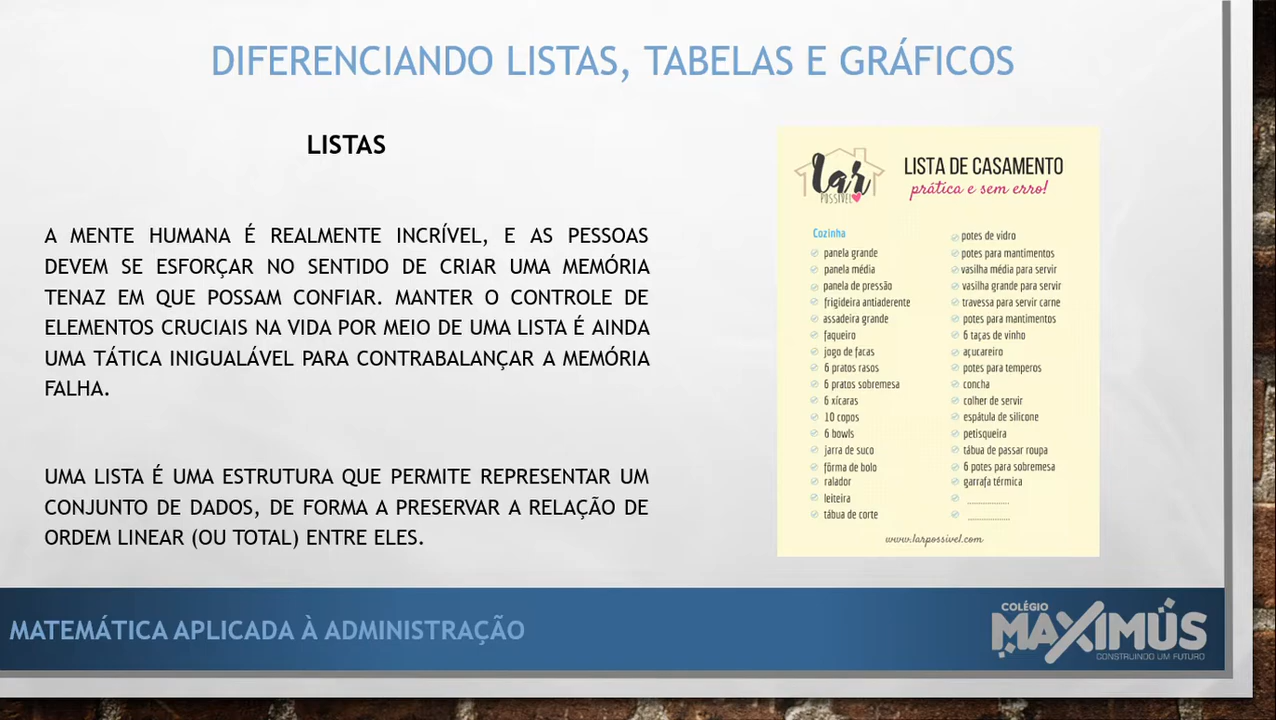 DIFERENCIANDO LISTAS, TABELAS E GRÁFICOS
LISTAS
A MENTE HUMANA É REALMENTE INCRÍVEL, E AS PESSOAS
DEVEM SE ESFORÇAR NO SENTIDO DE CRIAR UMA MEMÓRIA
TENAZ EM QUE POSSAM CONFIAR. MANTER O CONTROLE DE
ELEMENTOS CRUCIAIS NA VIDA POR MEIO DE UMA LISTA É AINDA
UMA TÁTICA INIGUALÁVEL PARA CONTRABALANÇAR A MEMÓRIA
FALHA.
UMA LISTA É UMA ESTRUTURA QUE PERMITE REPRESENTAR UM
CONJUNTO DE DADOS, DE FORMA A PRESERVAR A RELAÇÃO DE
ORDEM LINEAR (OU TOTAL) ENTRE ELES.
lar
POSSÍVEL
LISTA DE CASAMENTO
prática e sem erro!
Cozinha
panela grande
panela média
panela de pressão
frigideira antiaderente
assadeira grande
faqueiro
jogo de facas
6 pratos rasos
6 pratos sobremesa
6 xícaras
10 copos
6 bowls
jarra de suco
fôrma de bolo
ralador
leiteira
tábua de corte
potes de vidro
potes para mantimentos
vasilha média para servir
vasilha grande para servir
travessa para servir carne
potes para mantimentos
6 taças de vinho
açucareiro
potes para temperos
concha
colher de servir
espátula de silicone
petisqueira
tábua de passar roupa
6 potes para sobremesa
garrafa térmica
...................
...................
www.larpossivel.com
MATEMÁTICA APLICADA À ADMINISTRAÇÃO
COLÉGIO
MAXIMÚS
CONSTRUINDO UM FUTURO